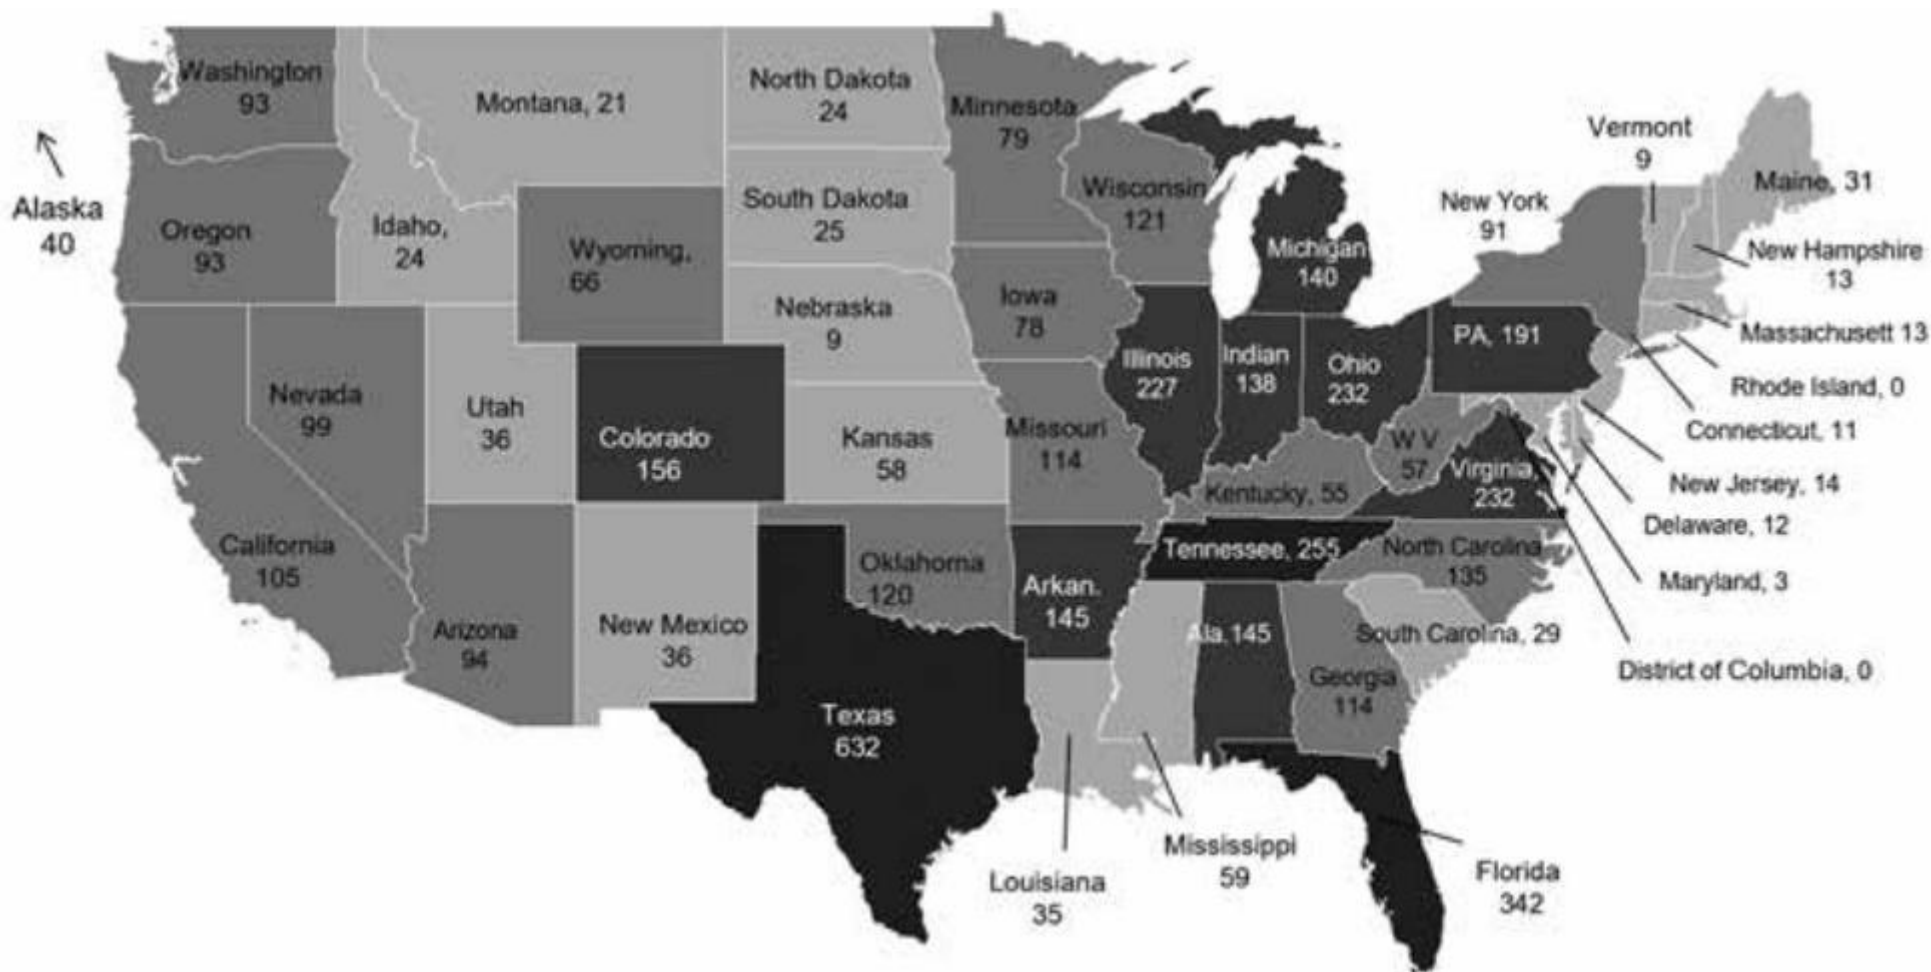 Washington
93
Montana, 21
North Dakota
24
Minnesota
79
Vermont
9
Maine, 31
Alaska
40
Oregon
93
Idaho,
24
Wyoming,
66
South Dakota
25
Wisconsin
121
Michigan
140
New York
91
New Hampshire
13
Nebraska
9
Iowa
78
Illinois
227
Indian
138
Ohio
232
PA, 191
Massachusett 13
Rhode Island, 0
Connecticut, 11
Nevada
99
Utah
36
Colorado
156
Kansas
58
Missouri
114
Kentucky, 55
W V
57
Virginia,
232
New Jersey, 14
Delaware, 12
California
105
Arizona
94
New Mexico
36
Oklahoma
120
Arkan.
145
Tennessee, 255
North Carolina
135
Maryland, 3
Ala.145
South Carolina, 29
District of Columbia, 0
Georgia
114
Texas
632
Louisiana
35
Mississippi
59
Florida
342